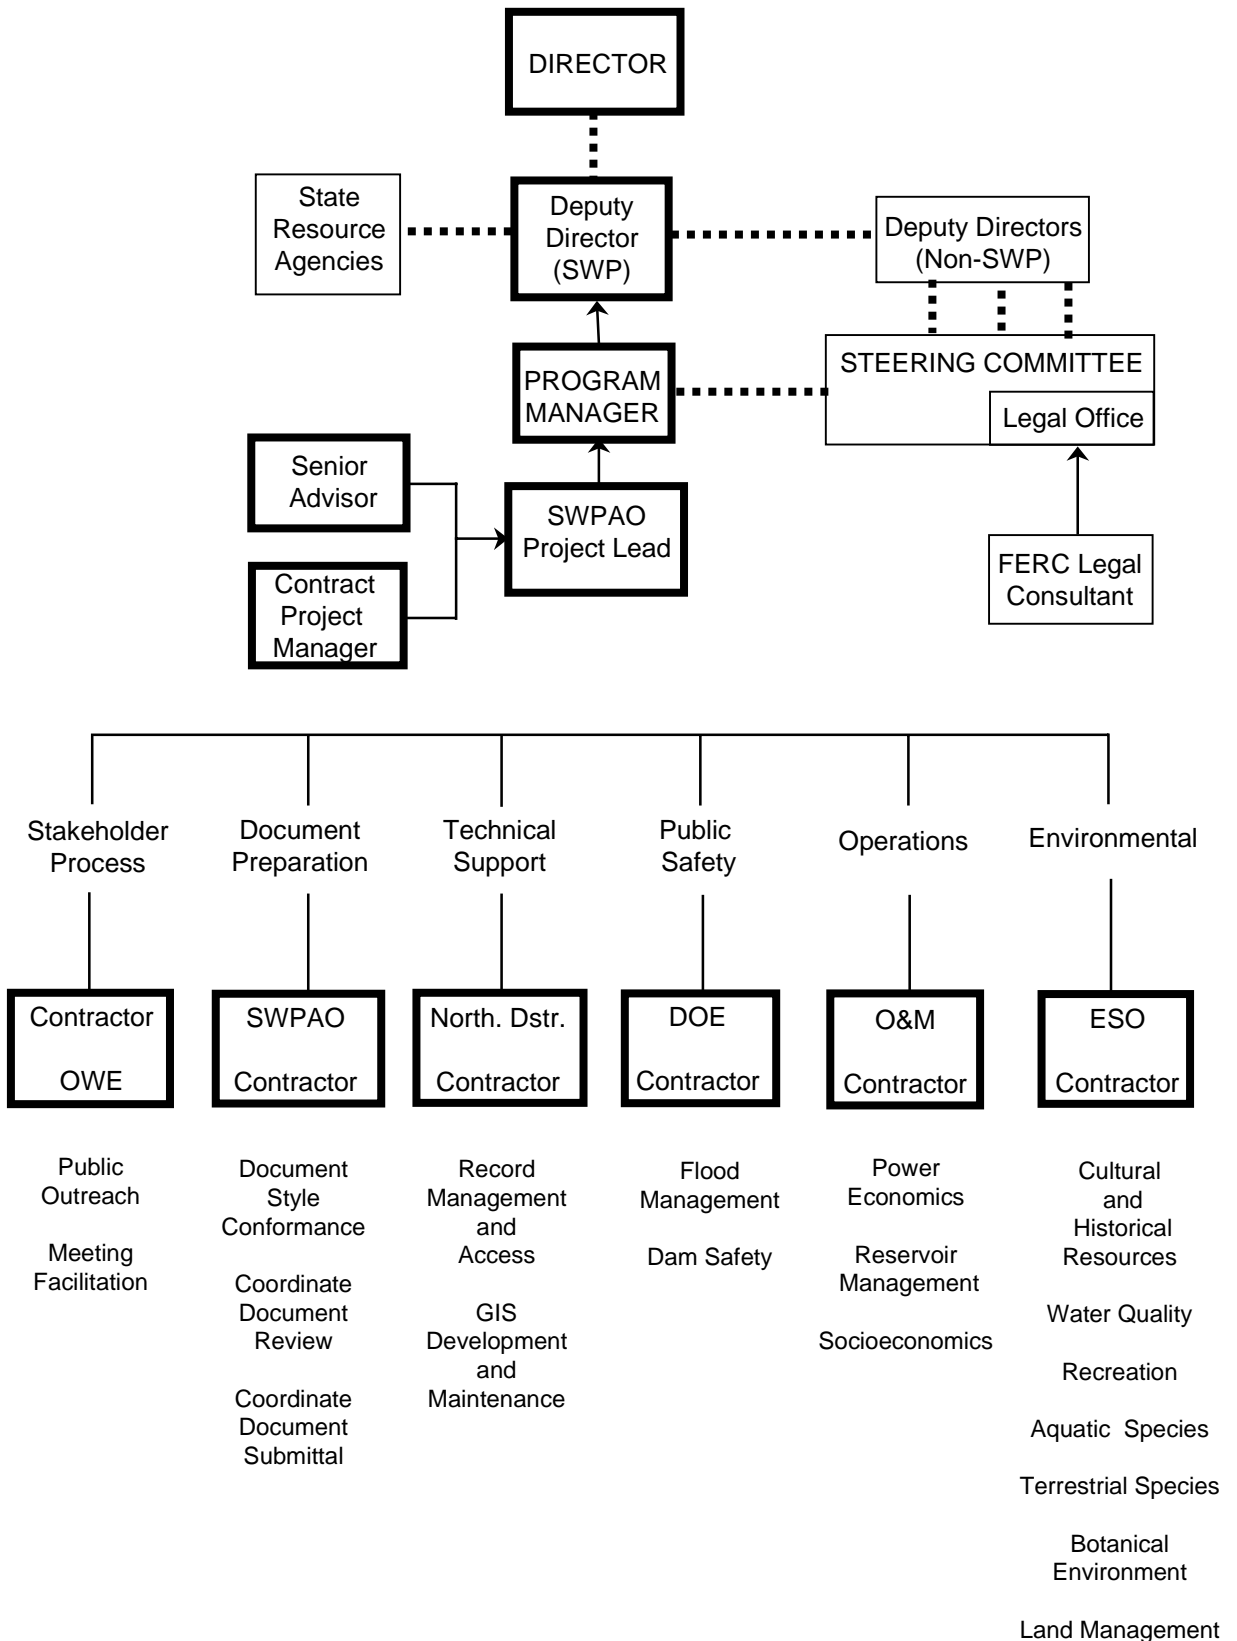 DIRECTOR
State
Resource
Agencies
Deputy
Director
(SWP)
Deputy Directors
(Non-SWP)
PROGRAM
MANAGER
STEERING COMMITTEE
Legal Office
Senior
Advisor
SWPAO
Project Lead
Contract
Project
Manager
FERC Legal
Consultant
Stakeholder
Process
Document
Preparation
Technical
Support
Public
Safety
Operations
Environmental
Contractor
OWE
SWPAO
Contractor
North. Dstr.
Contractor
DOE
Contractor
O&M
Contractor
ESO
Contractor
Public
Outreach
Meeting
Facilitation
Document
Style
Conformance
Coordinate
Document
Review
Coordinate
Document
Submittal
Record
Management
and
Access
GIS
Development
and
Maintenance
Flood
Management
Dam Safety
Power
Economics
Reservoir
Management
Socioeconomics
Cultural
and
Historical
Resources
Water Quality
Recreation
Aquatic  Species
Terrestrial Species
Botanical
Environment
Land Management